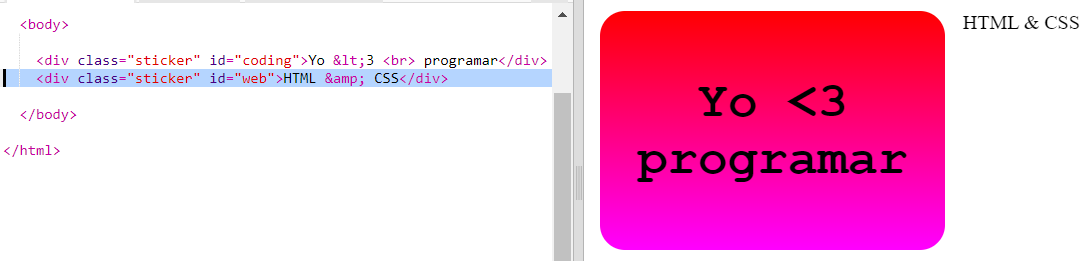 <body>
<div class="sticker" id="coding">Yo &lt;3 <br> programar</div>
<div class="sticker" id="web">HTML &amp; CSS</div>
</body>
</html>
Yo <3
programar
HTML & CSS